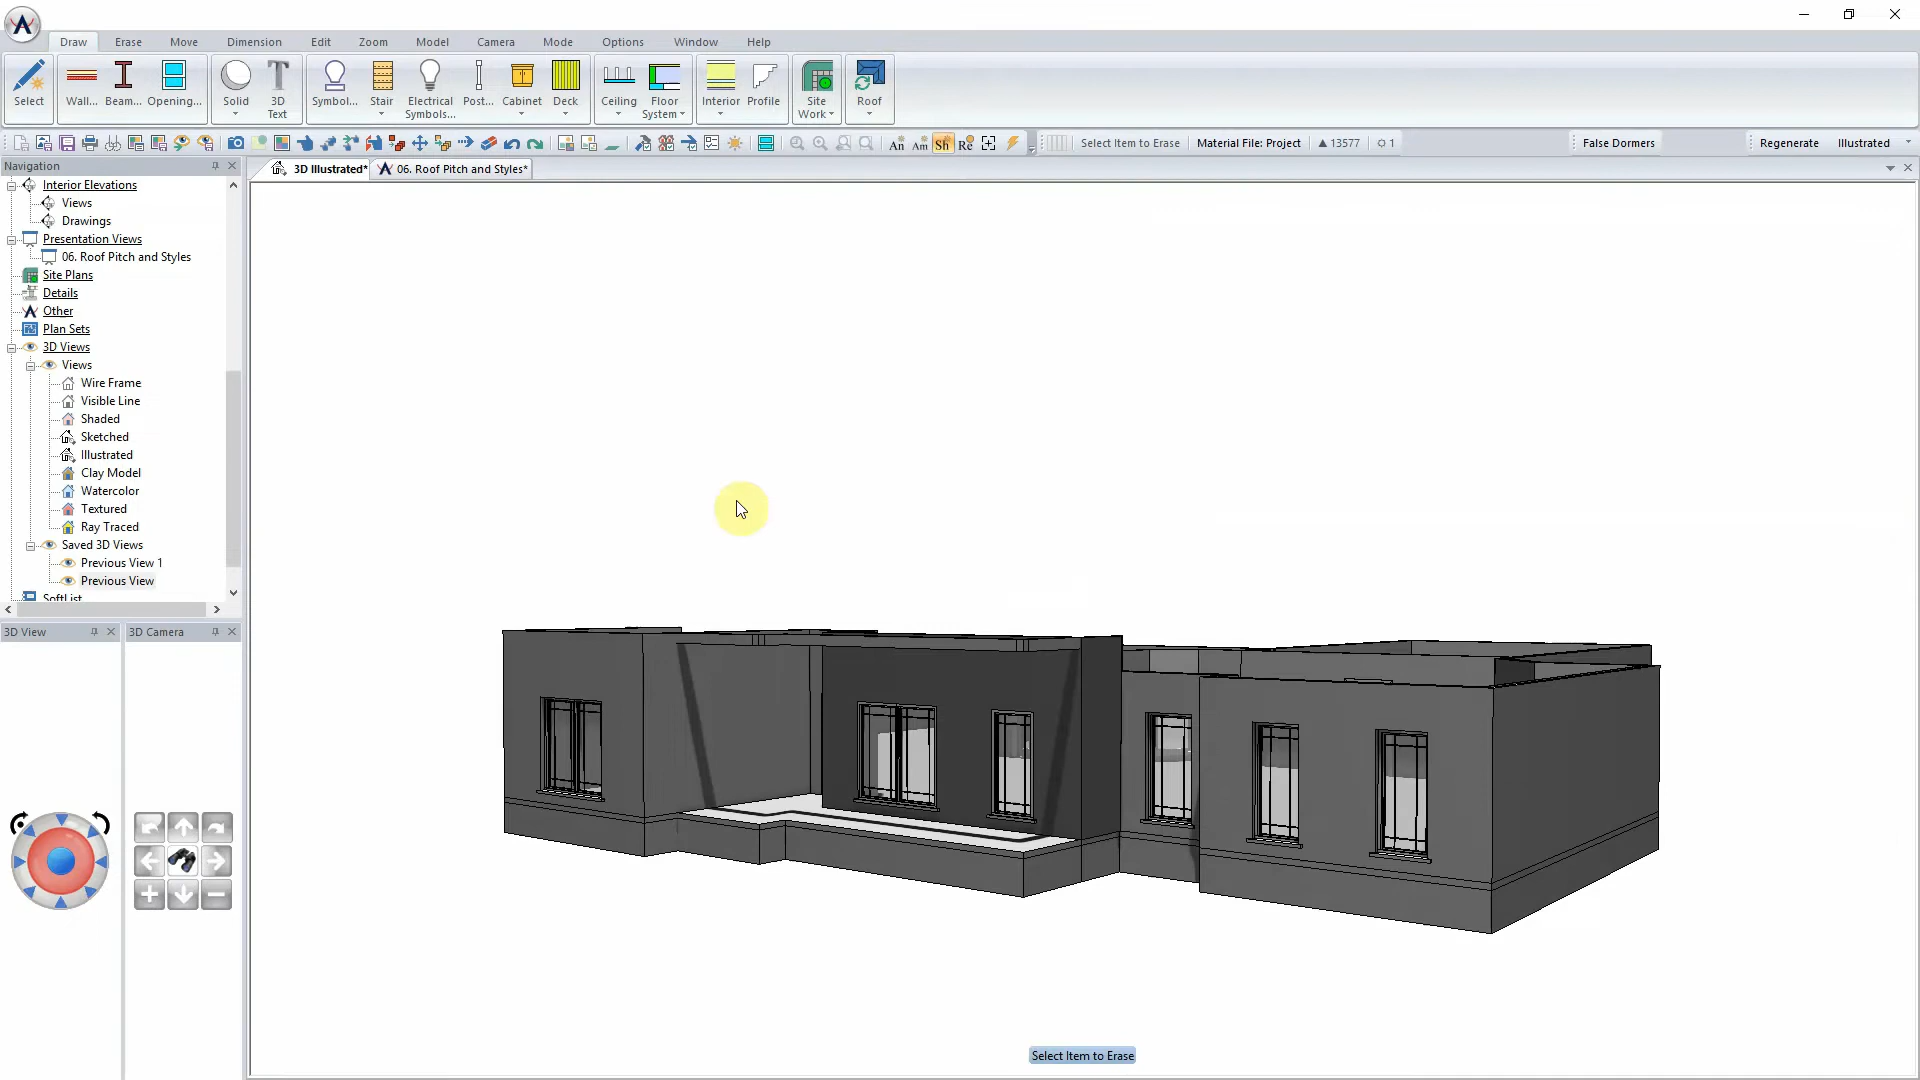 Draw Erase Move Dimension Edit Zoom Model Camera Mode Options Window Help
Select Wall... Beam... Opening... Solid 3D Text Symbol... Stair Electrical Symbols... Post... Cabinet Deck Ceiling Floor System Interior Profile Site Work Roof
An Am Sh Re Select Item to Erase Material File: Project 13577 1 False Dormers Regenerate Illustrated
Navigation
3D Illustrated* 06. Roof Pitch and Styles*
Interior Elevations
Views
Drawings
Presentation Views
06. Roof Pitch and Styles
Site Plans
Details
Other
Plan Sets
3D Views
Views
Wire Frame
Visible Line
Shaded
Sketched
Illustrated
Clay Model
Watercolor
Textured
Ray Traced
Saved 3D Views
Previous View 1
Previous View
SoftList
3D View 3D Camera
Select Item to Erase